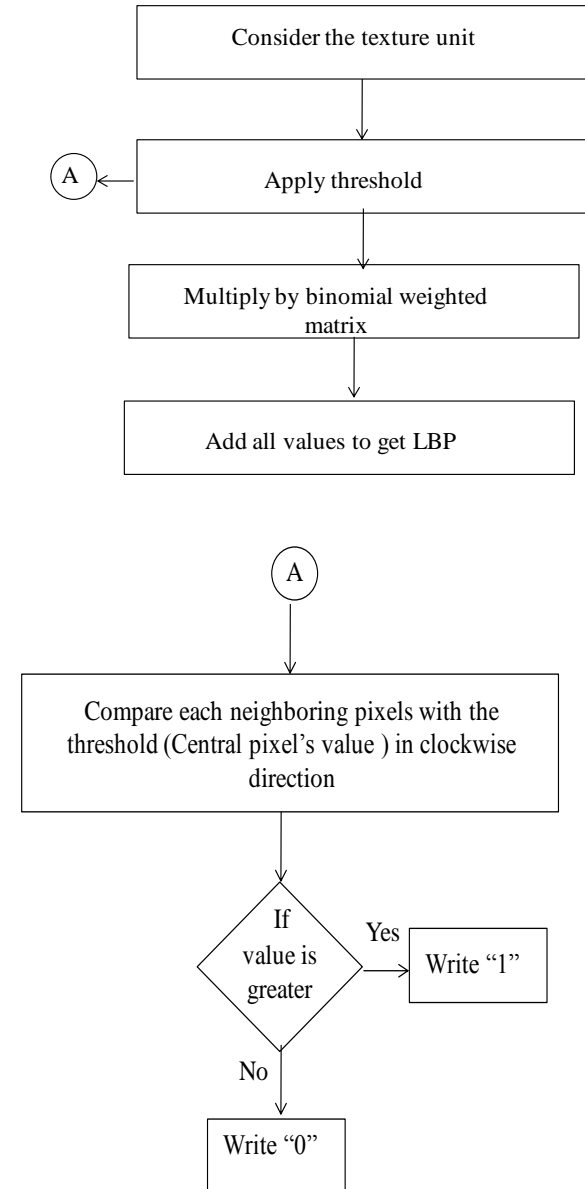 Consider the texture unit
A
Apply threshold
Multiply by binomial weighted
matrix
Add all values to get LBP
A
Compare each neighboring pixels with the
threshold (Central pixel's value ) in clockwise
direction
If
value is
greater
Yes
Write “1”
No
Write “0”